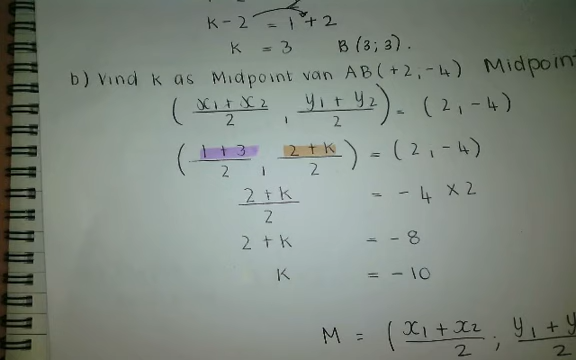 k - 2 = 1 + 2
k = 3 B (3 ; 3).
b) Vind k as Midpoint van AB (+2, -4) Midpoin
( x₁ + x₂ / 2 , y₁ + y₂ / 2 ) = ( 2 , -4 )
( 1 + 3 / 2 , 2 + k / 2 ) = ( 2 , -4 )
2 + k / 2 = -4 × 2
2 + k = -8
k = -10
M = ( x₁ + x₂ / 2 ; y₁ + y / 2